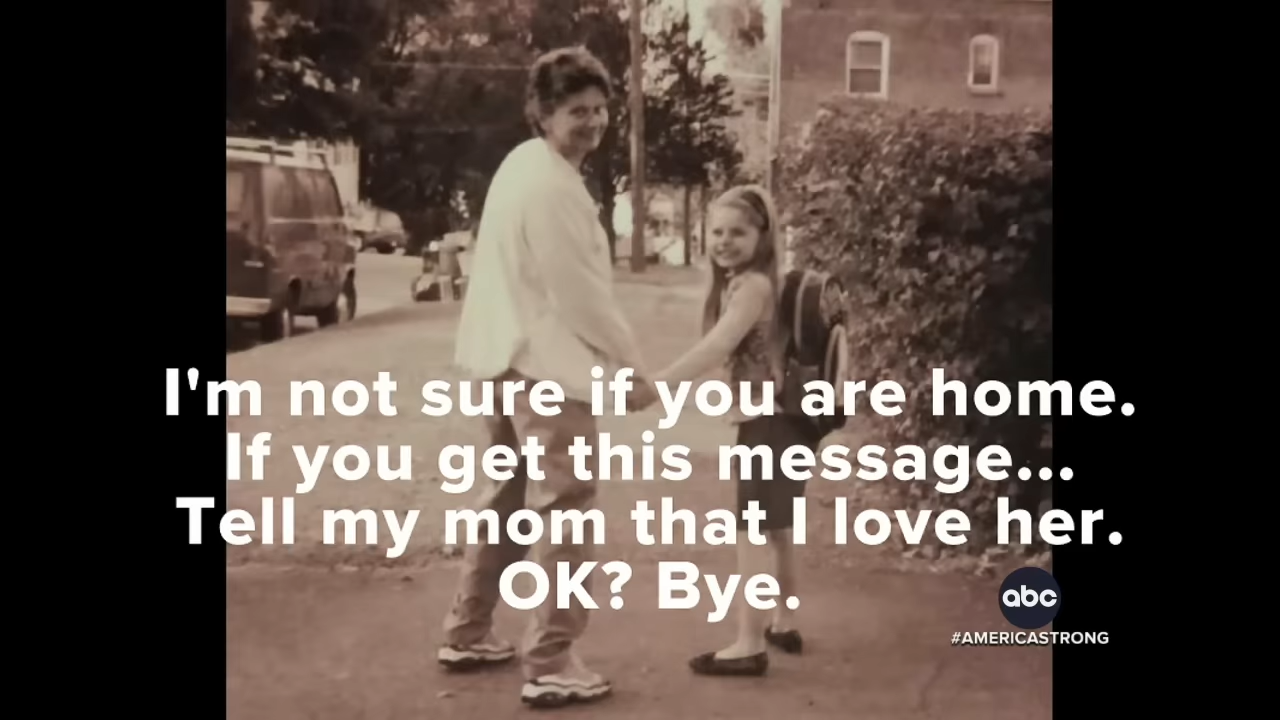 I'm not sure if you are home.
If you get this message...
Tell my mom that I love her.
OK? Bye.
abc
#AMERICASTRONG